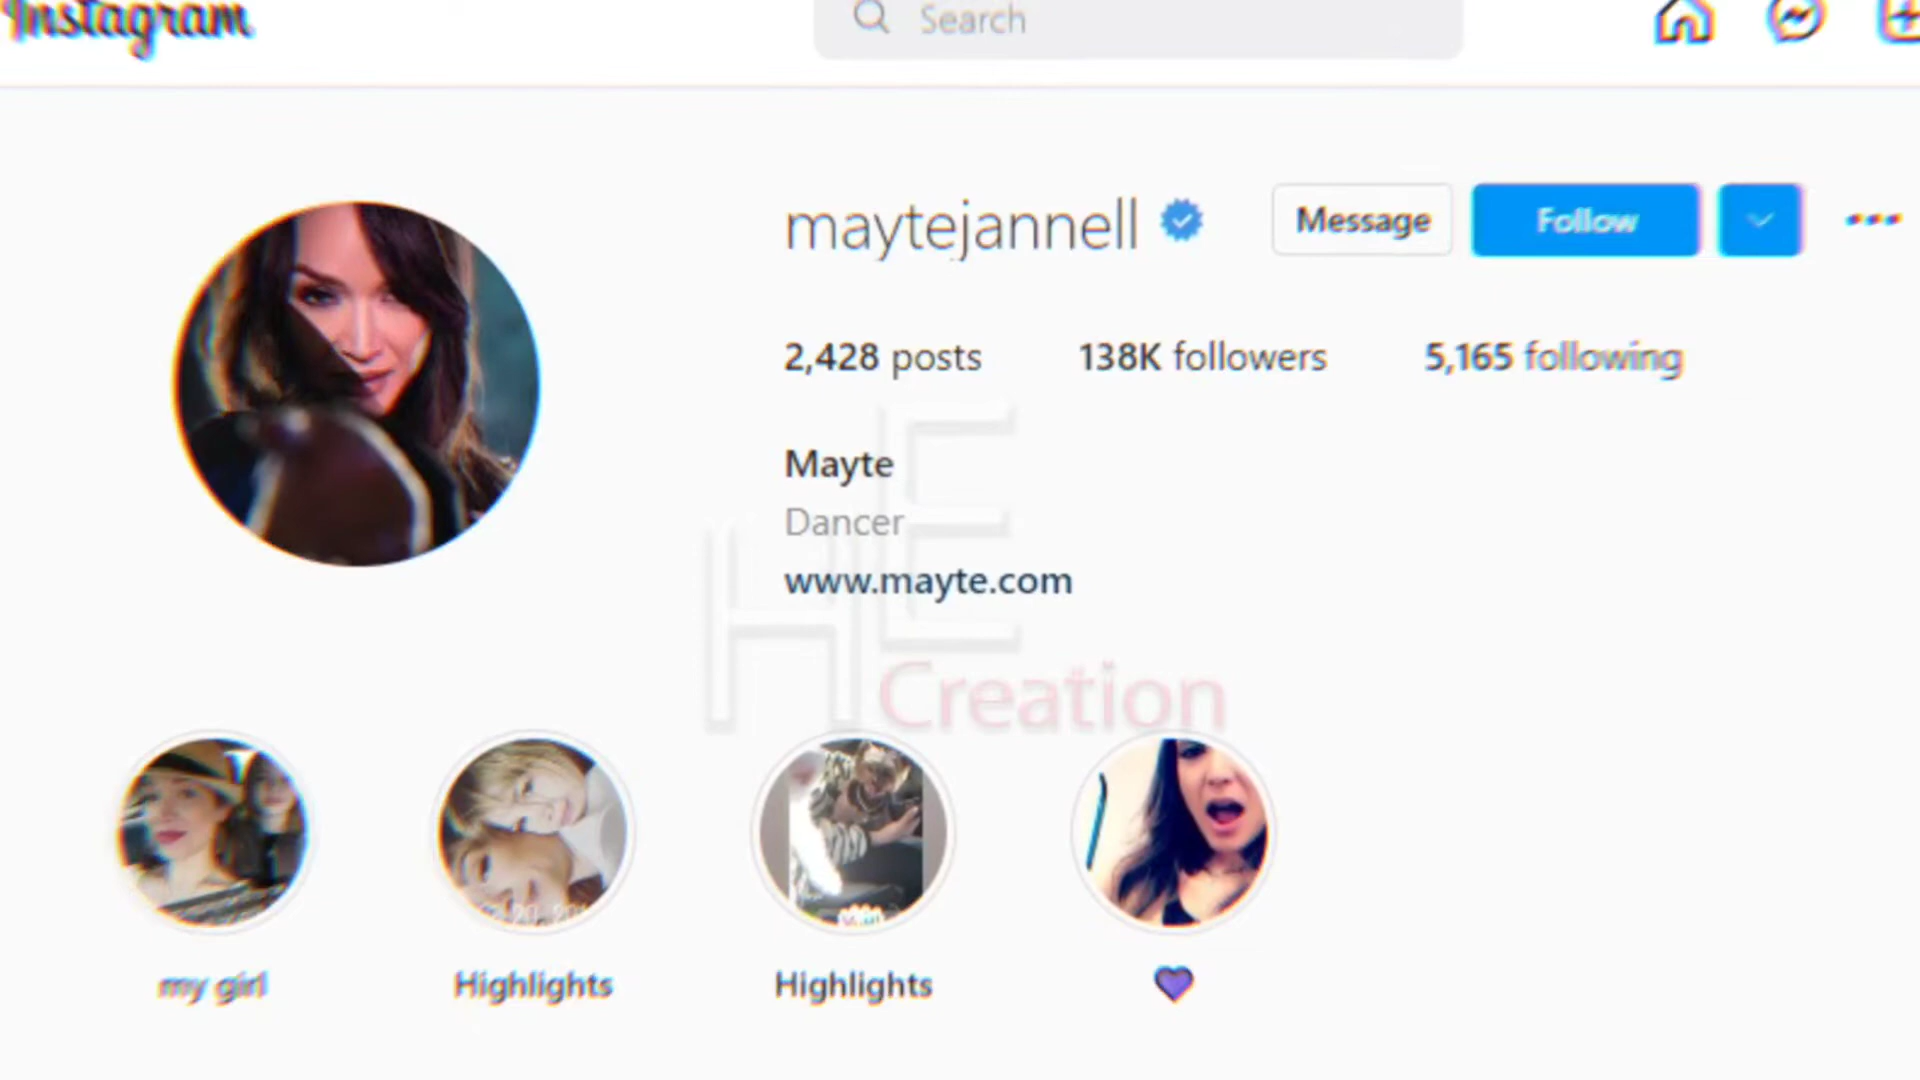 Instagram
Search
maytejannell
Message
Follow
2,428 posts
138K followers
5,165 following
Mayte
Dancer
www.mayte.com
HE
Creation
my girl
Highlights
Highlights